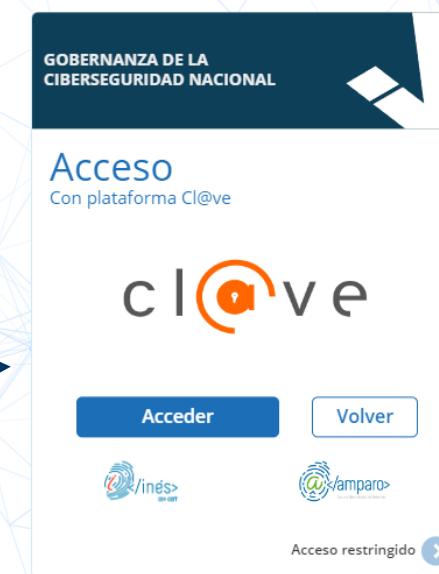 GOBERNANZA DE LA
CIBERSEGURIDAD NACIONAL
Acceso
Con plataforma Cl@ve
cl@ve
Acceder
Volver
</inés>
</amparo>
Acceso restringido